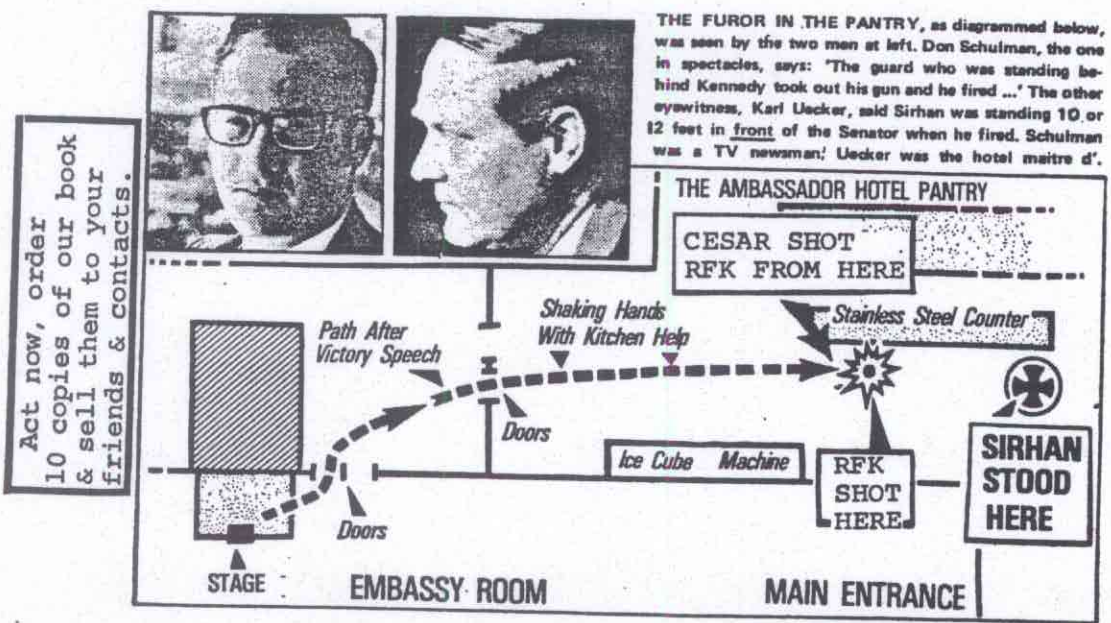 THE FUROR IN THE PANTRY, as diagrammed below,
was seen by the two men at left. Don Schulman, the one
in spectacles, says: 'The guard who was standing be-
hind Kennedy took out his gun and he fired ...' The other
eyewitness, Karl Uecker, said Sirhan was standing 10 or
12 feet in front of the Senator when he fired. Schulman
was a TV newsman; Uecker was the hotel maitre d'.
Act now, order
10 copies of our book
& sell them to your
friends & contacts.
THE AMBASSADOR HOTEL PANTRY
CESAR SHOT
RFK FROM HERE
Stainless Steel Counter
Shaking Hands
With Kitchen Help
Path After
Victory Speech
Doors
Ice Cube Machine
RFK
SHOT
HERE
SIRHAN
STOOD
HERE
Doors
STAGE
EMBASSY ROOM
MAIN ENTRANCE